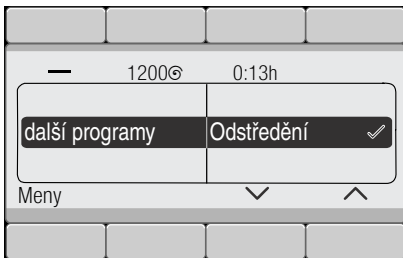 — 1200 0:13h
další programy Odstředění ✓
Meny